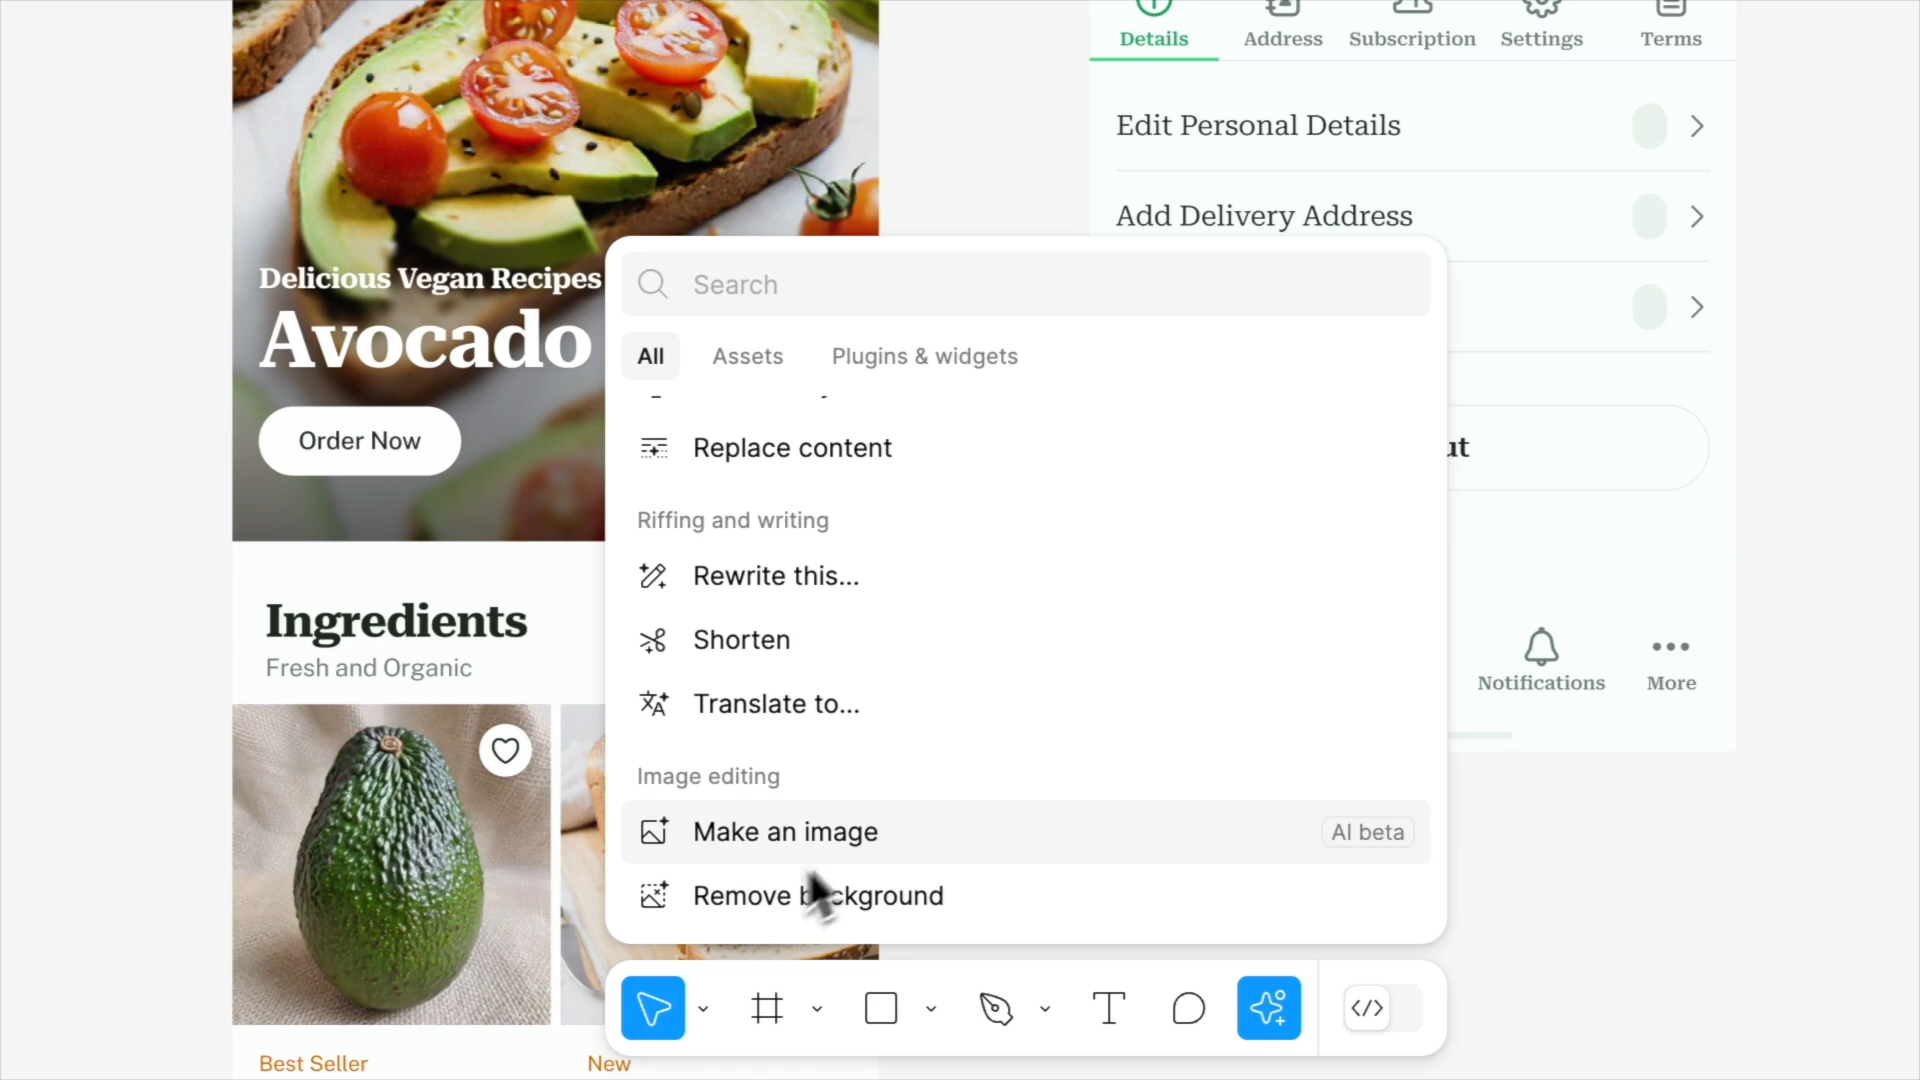 Details
Address
Subscription
Settings
Terms
Edit Personal Details
Add Delivery Address
Delicious Vegan Recipes
Avocado
Order Now
Search
All
Assets
Plugins & widgets
Replace content
Riffing and writing
Rewrite this...
Shorten
Translate to...
Image editing
Make an image
AI beta
Remove background
Ingredients
Fresh and Organic
Notifications
More
Best Seller
New